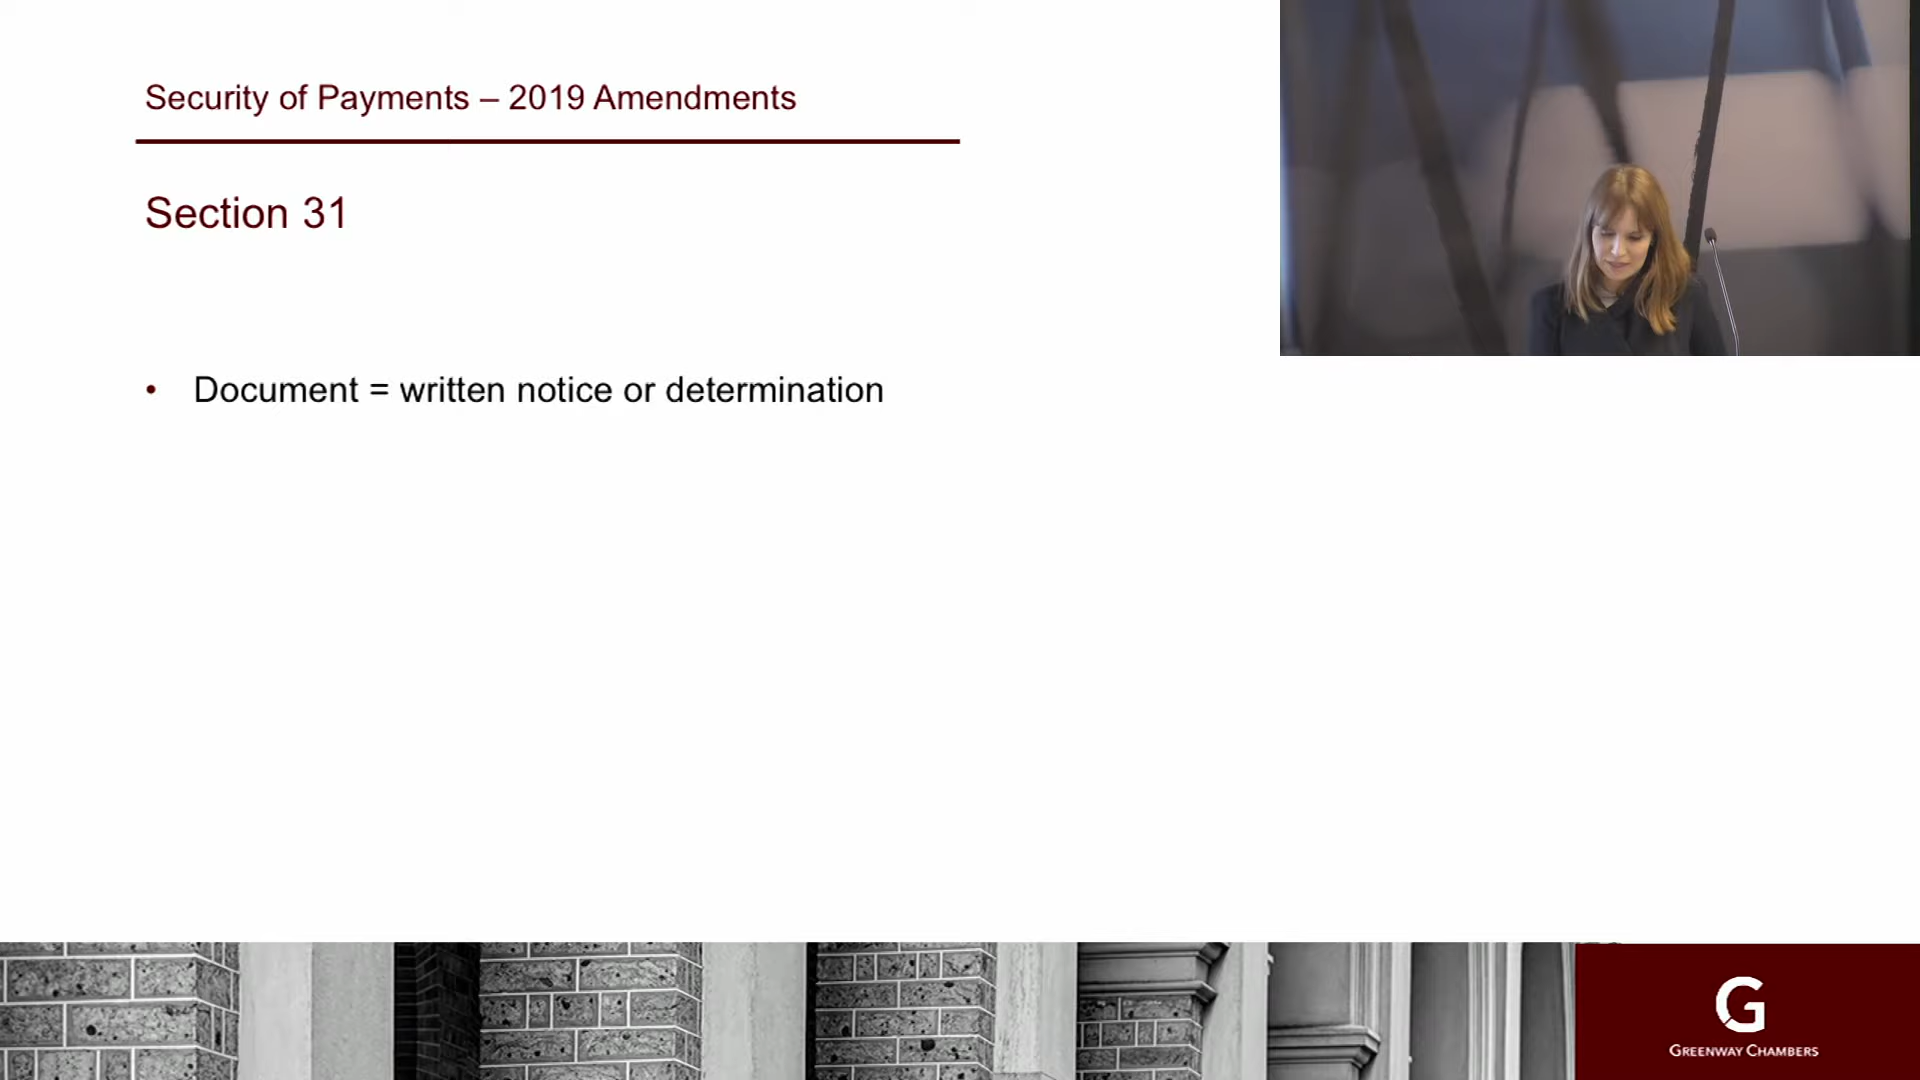 Security of Payments – 2019 Amendments
Section 31
• Document = written notice or determination
G
GREENWAY CHAMBERS